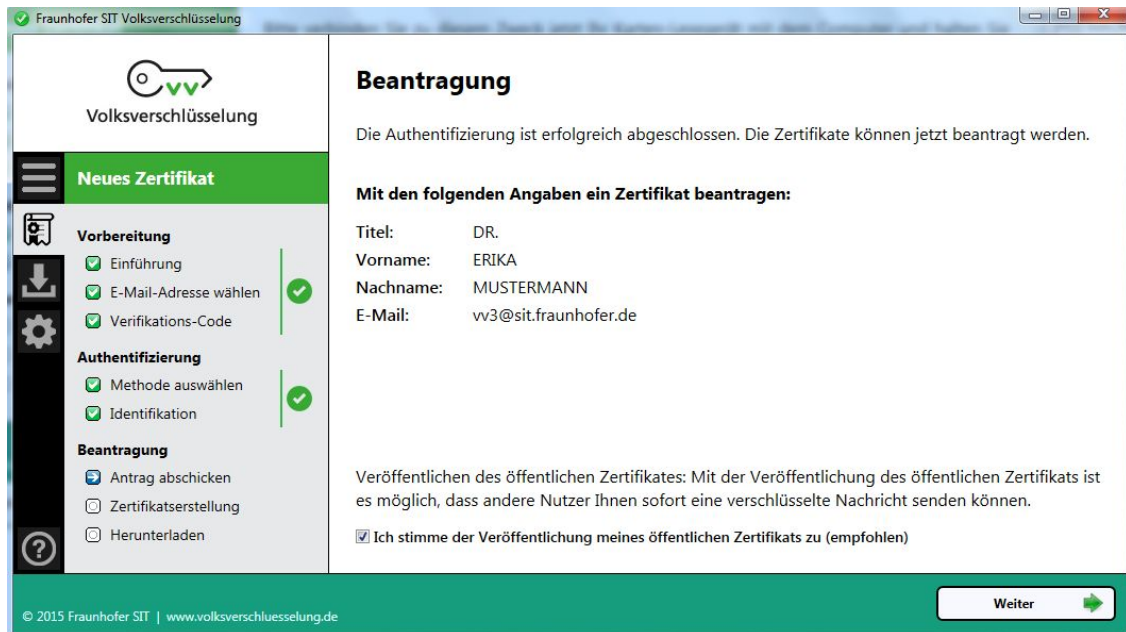 Fraunhofer SIT Volksverschlüsselung
vv
Volksverschlüsselung
Neues Zertifikat
Vorbereitung
Einführung
E-Mail-Adresse wählen
Verifikations-Code
Authentifizierung
Methode auswählen
Identifikation
Beantragung
Antrag abschicken
Zertifikatserstellung
Herunterladen
Beantragung
Die Authentifizierung ist erfolgreich abgeschlossen. Die Zertifikate können jetzt beantragt werden.
Mit den folgenden Angaben ein Zertifikat beantragen:
Titel: DR.
Vorname: ERIKA
Nachname: MUSTERMANN
E-Mail: vv3@sit.fraunhofer.de
Veröffentlichen des öffentlichen Zertifikates: Mit der Veröffentlichung des öffentlichen Zertifikats ist
es möglich, dass andere Nutzer Ihnen sofort eine verschlüsselte Nachricht senden können.
Ich stimme der Veröffentlichung meines öffentlichen Zertifikats zu (empfohlen)
© 2015 Fraunhofer SIT | www.volksverschluesselung.de
Weiter